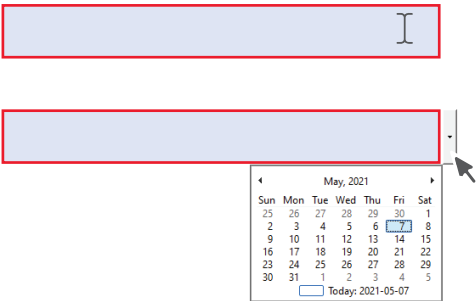 May, 2021
Sun Mon Tue Wed Thu Fri Sat
25 26 27 28 29 30 1
2 3 4 5 6 7 8
9 10 11 12 13 14 15
16 17 18 19 20 21 22
23 24 25 26 27 28 29
30 31 1 2 3 4 5
Today: 2021-05-07